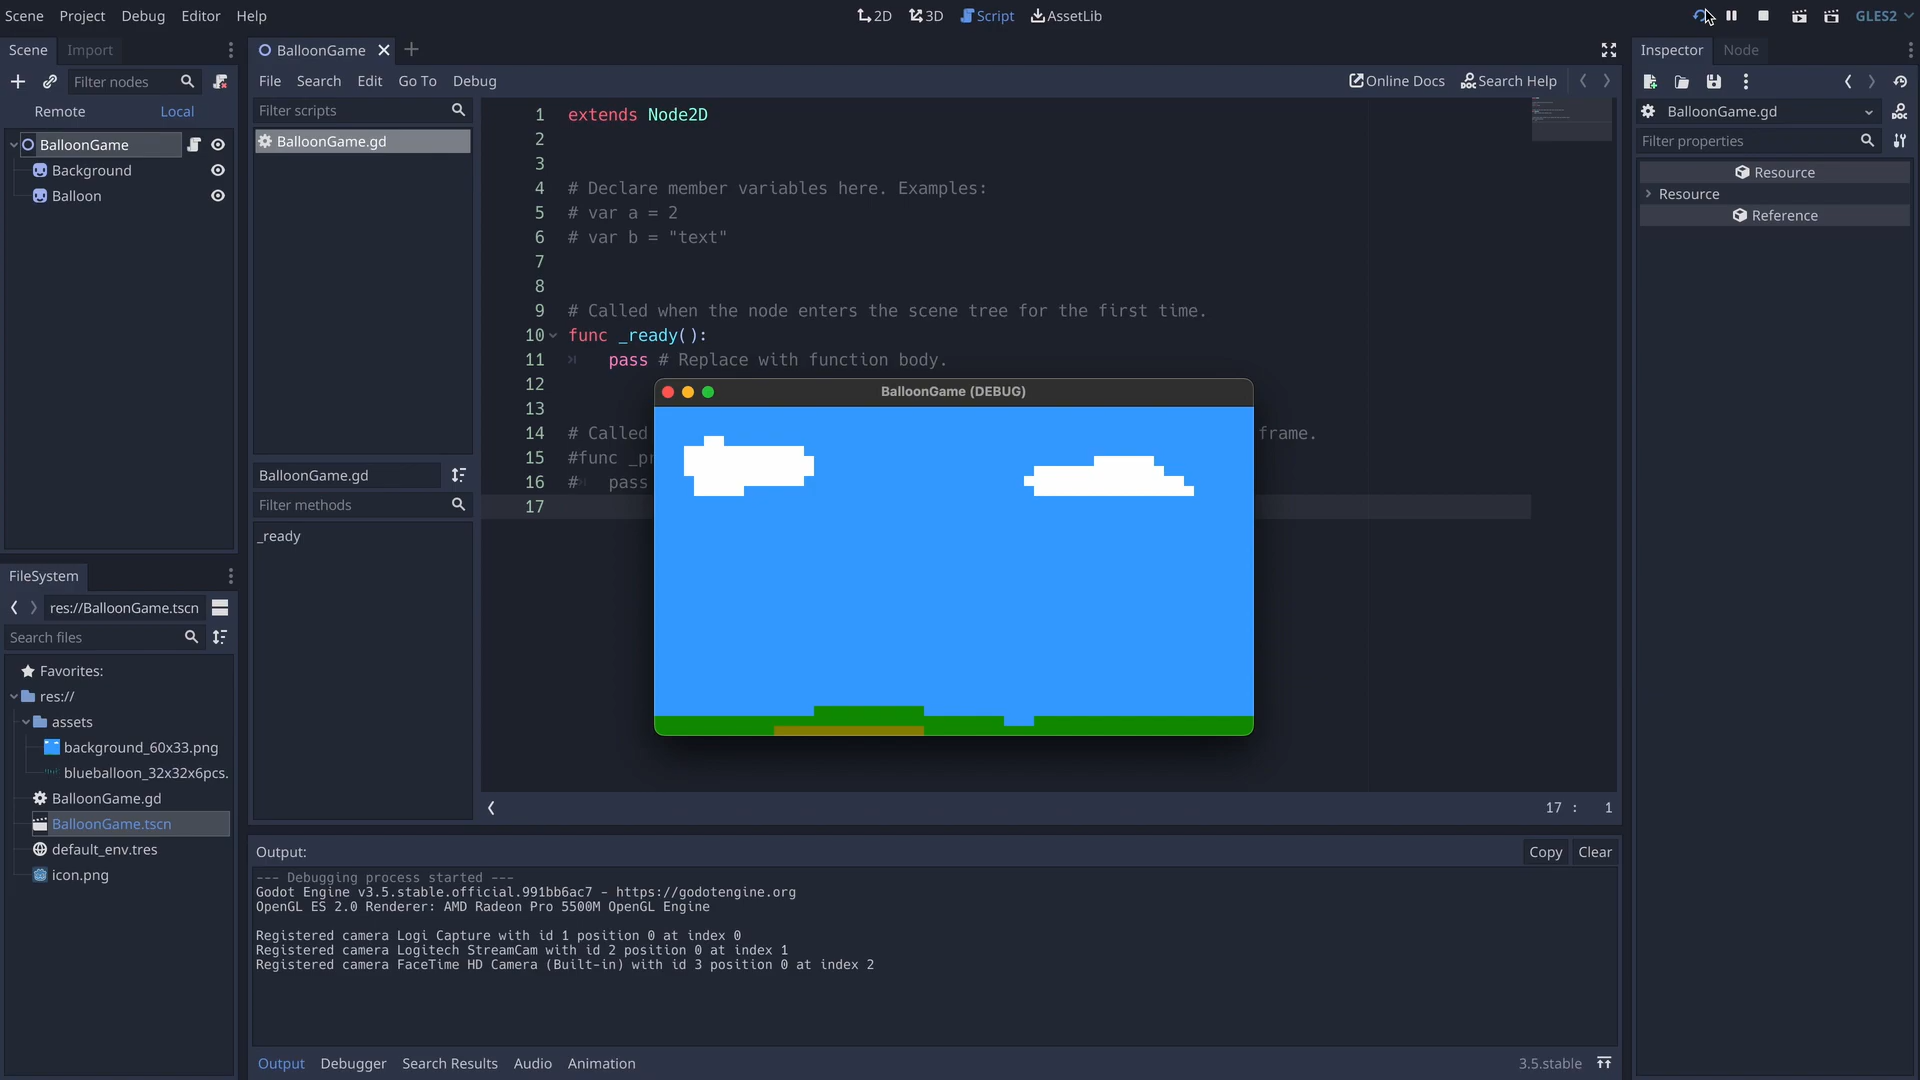 Scene Project Debug Editor Help
2D 3D Script AssetLib
GLES2
Scene Import
Filter nodes
Remote Local
BalloonGame
Background
Balloon
FileSystem
res://BalloonGame.tscn
Search files
Favorites:
res://
assets
background_60x33.png
blueballoon_32x32x6pcs.
BalloonGame.gd
BalloonGame.tscn
default_env.tres
icon.png
BalloonGame
File Search Edit Go To Debug
Online Docs Search Help
Filter scripts
BalloonGame.gd
BalloonGame.gd
Filter methods
_ready
1 extends Node2D
2
3
4 # Declare member variables here. Examples:
5 # var a = 2
6 # var b = "text"
7
8
9 # Called when the node enters the scene tree for the first time.
10 func _ready():
11 pass # Replace with function body.
12
13
14 # Called frame.
15 #func _pr
16 # pass
17
BalloonGame (DEBUG)
17 : 1
Output:
Copy Clear
--- Debugging process started ---
Godot Engine v3.5.stable.official.991bb6ac7 - https://godotengine.org
OpenGL ES 2.0 Renderer: AMD Radeon Pro 5500M OpenGL Engine
Registered camera Logi Capture with id 1 position 0 at index 0
Registered camera Logitech StreamCam with id 2 position 0 at index 1
Registered camera FaceTime HD Camera (Built-in) with id 3 position 0 at index 2
Output Debugger Search Results Audio Animation
3.5.stable
Inspector Node
BalloonGame.gd
Filter properties
Resource
Resource
Reference